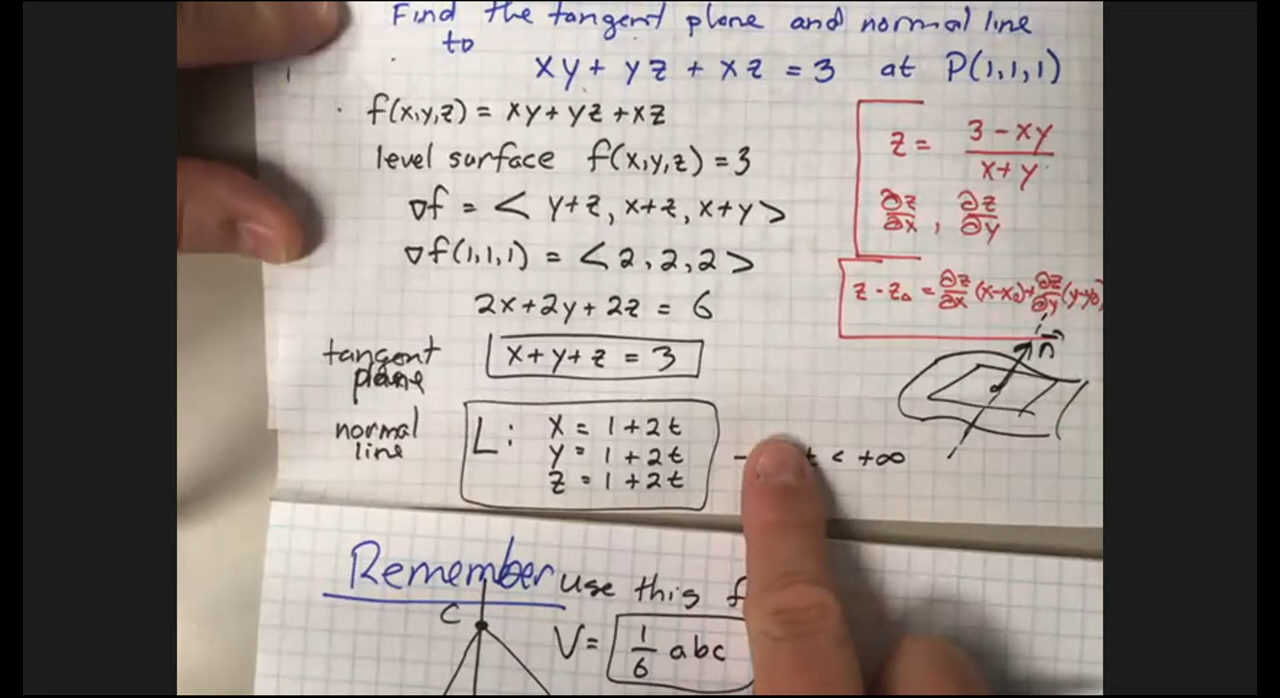 Find the tangent plane and normal line
to
xy + yz + xz = 3 at P(1,1,1)
f(x,y,z) = xy + yz + xz
level surface f(x,y,z) = 3
∇f = < y+z, x+z, x+y >
∇f(1,1,1) = < 2, 2, 2 >
2x + 2y + 2z = 6
tangent
plane
x + y + z = 3
normal
line
L: x = 1 + 2t
y = 1 + 2t
z = 1 + 2t
t < +∞
z = (3 - xy)/(x + y)
∂z/∂x , ∂z/∂y
z - z₀ = ∂z/∂x (x-x₀) + ∂z/∂y (y-y₀)
n⃗
Remember use this
C
V = 1/6 abc